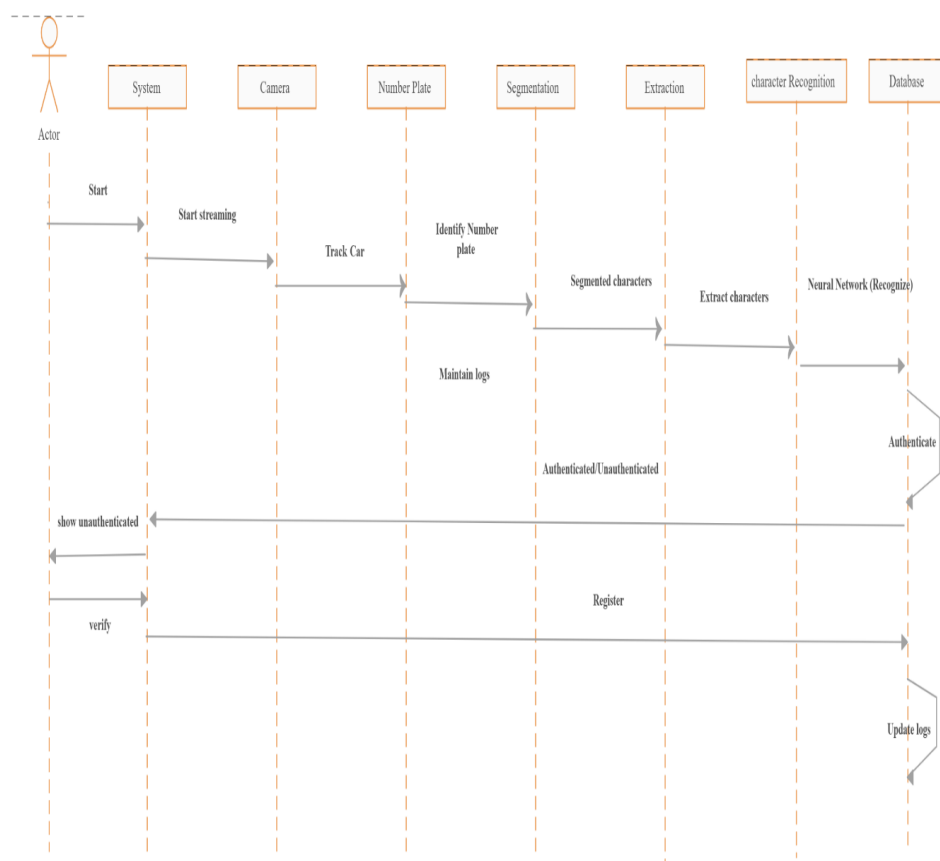 System
Camera
Number Plate
Segmentation
Extraction
character Recognition
Database
Actor
Start
Start streaming
Track Car
Identify Number
plate
Segmented characters
Extract characters
Neural Network (Recognize)
Maintain logs
Authenticate
Authenticated/Unauthenticated
show unauthenticated
Register
verify
Update logs